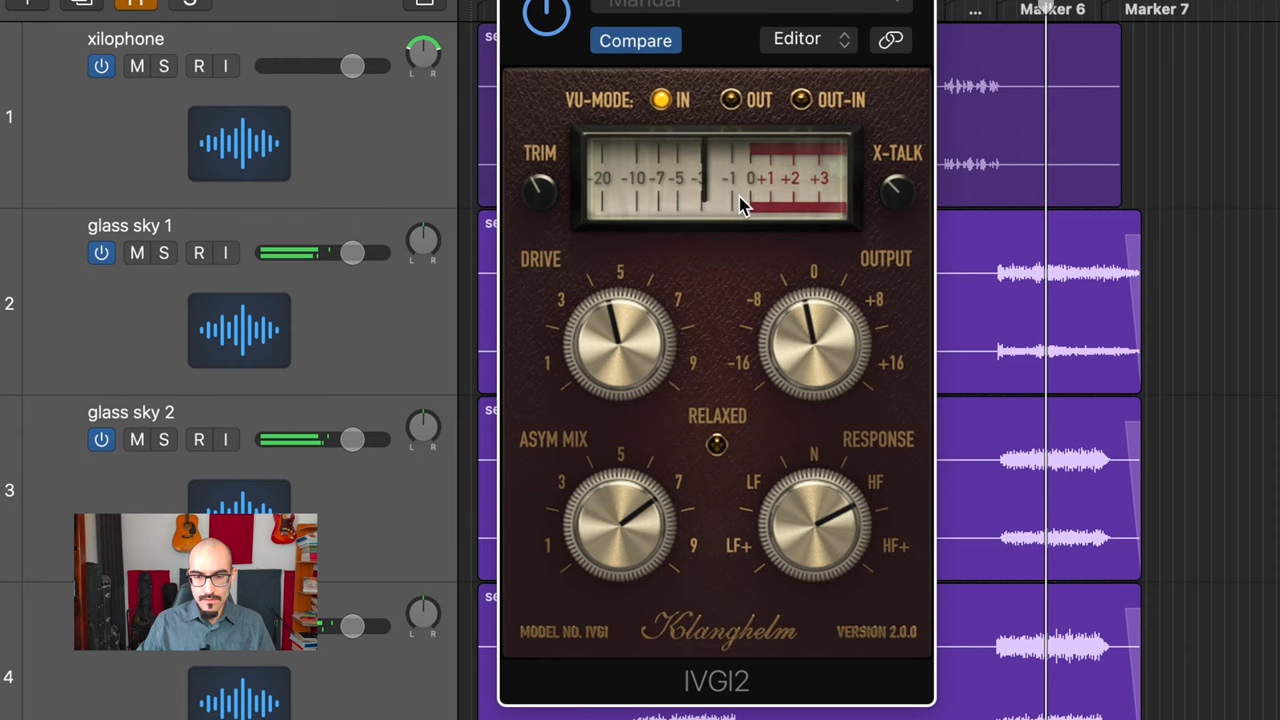 Manual
... Marker 6 Marker 7
Compare
Editor
1
xilophone
M S R I
L R
VU-MODE: IN OUT OUT-IN
TRIM
X-TALK
-20 -10 -7 -5 -3 -1 0 +1 +2 +3
2
glass sky 1
M S R I
L R
DRIVE
1 3 5 7 9
OUTPUT
-16 -8 0 +8 +16
3
glass sky 2
M S R I
L R
RELAXED
ASYM MIX
1 3 5 7 9
RESPONSE
LF+ LF N HF HF+
4
L R
MODEL NO. IVGI
Klanghelm
VERSION 2.0.0
IVGI2